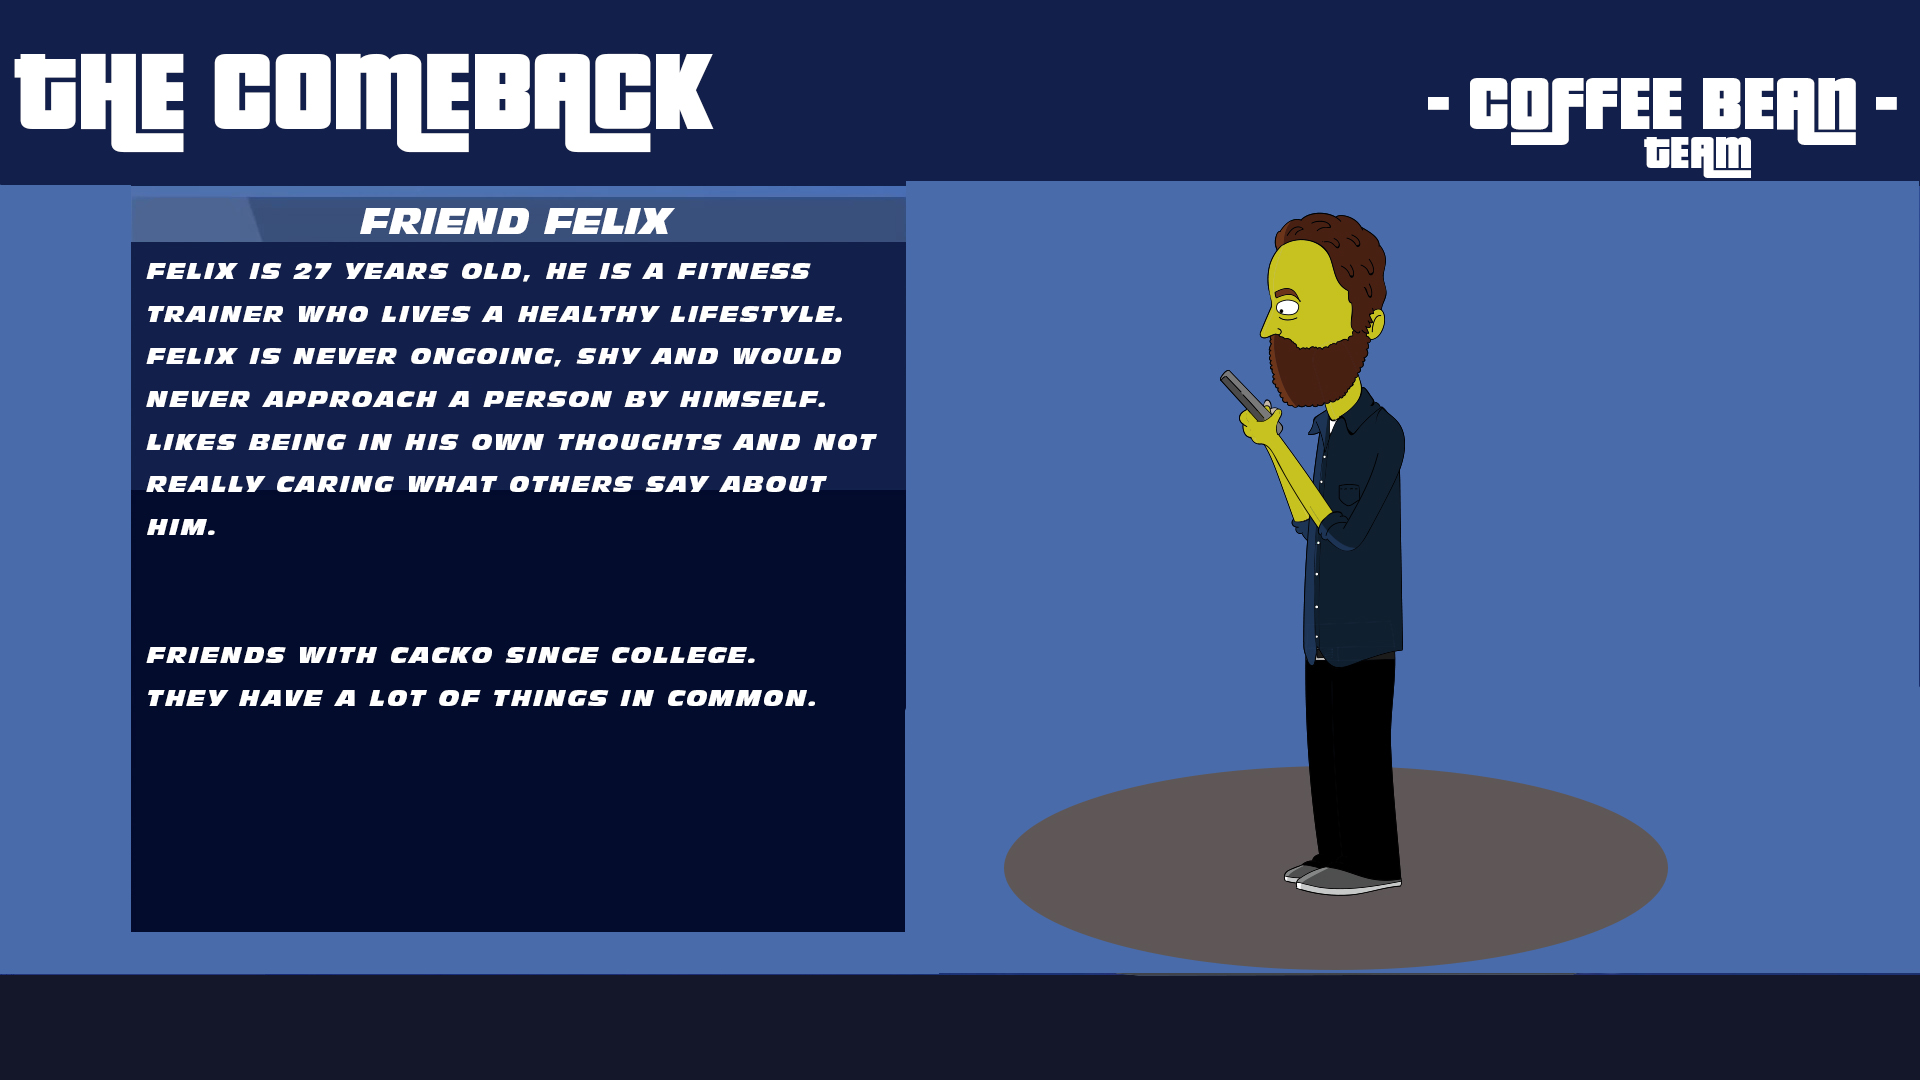 THE COMEBACK
- COFFEE BEAN -
TEAM
FRIEND FELIX
FELIX IS 27 YEARS OLD, HE IS A FITNESS
TRAINER WHO LIVES A HEALTHY LIFESTYLE.
FELIX IS NEVER ONGOING, SHY AND WOULD
NEVER APPROACH A PERSON BY HIMSELF.
LIKES BEING IN HIS OWN THOUGHTS AND NOT
REALLY CARING WHAT OTHERS SAY ABOUT
HIM.
FRIENDS WITH CACKO SINCE COLLEGE.
THEY HAVE A LOT OF THINGS IN COMMON.